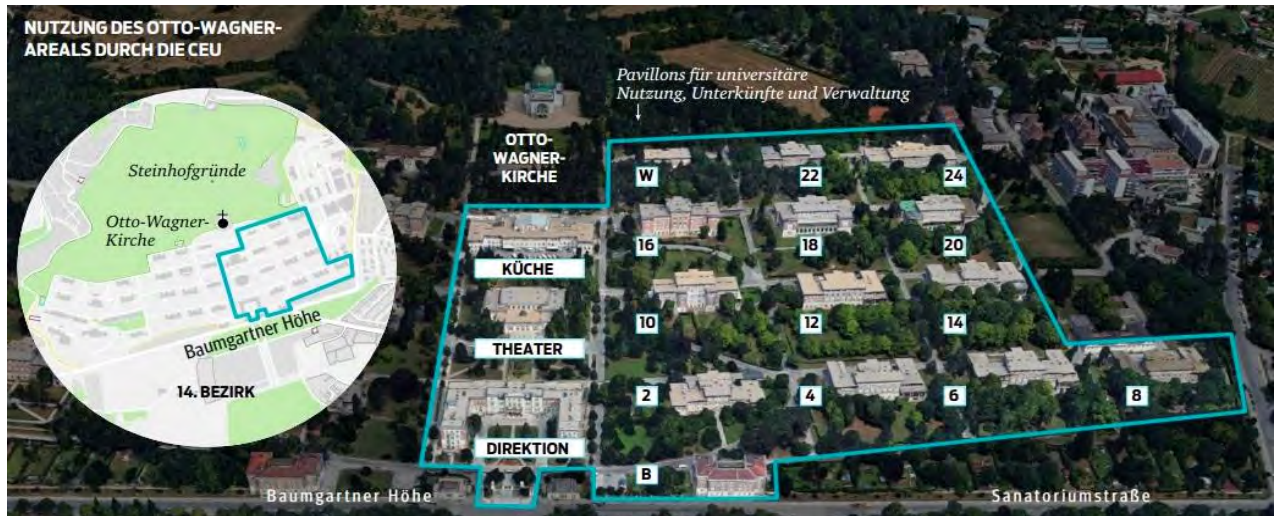 NUTZUNG DES OTTO-WAGNER-
AREALS DURCH DIE CEU
Steinhofgründe
Otto-Wagner-
Kirche
Baumgartner Höhe
14. BEZIRK
Pavillons für universitäre
Nutzung, Unterkünfte und Verwaltung
OTTO-
WAGNER-
KIRCHE
W
22
24
KÜCHE
16
18
20
THEATER
10
12
14
DIREKTION
2
4
6
8
B
Baumgartner Höhe
Sanatoriumstraße